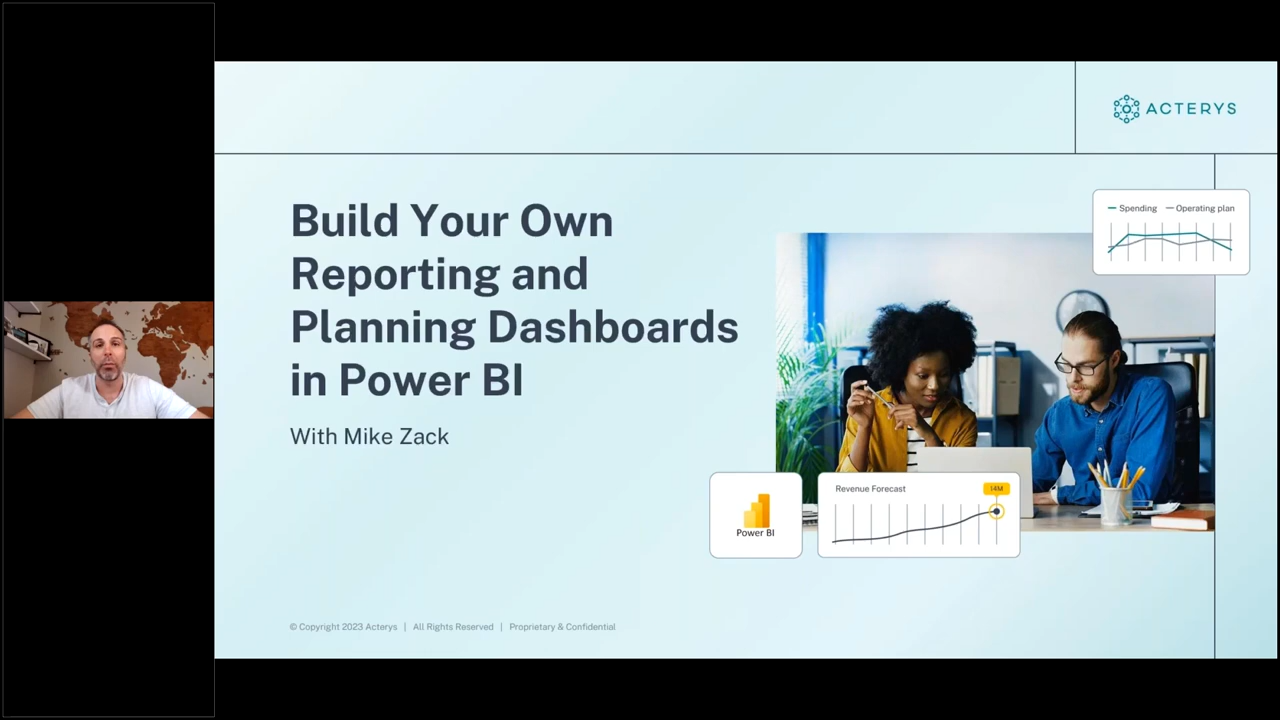 ACTERYS
Build Your Own
Reporting and
Planning Dashboards
in Power BI
With Mike Zack
Spending Operating plan
Power BI
Revenue Forecast
14M
© Copyright 2023 Acterys | All Rights Reserved | Proprietary & Confidential